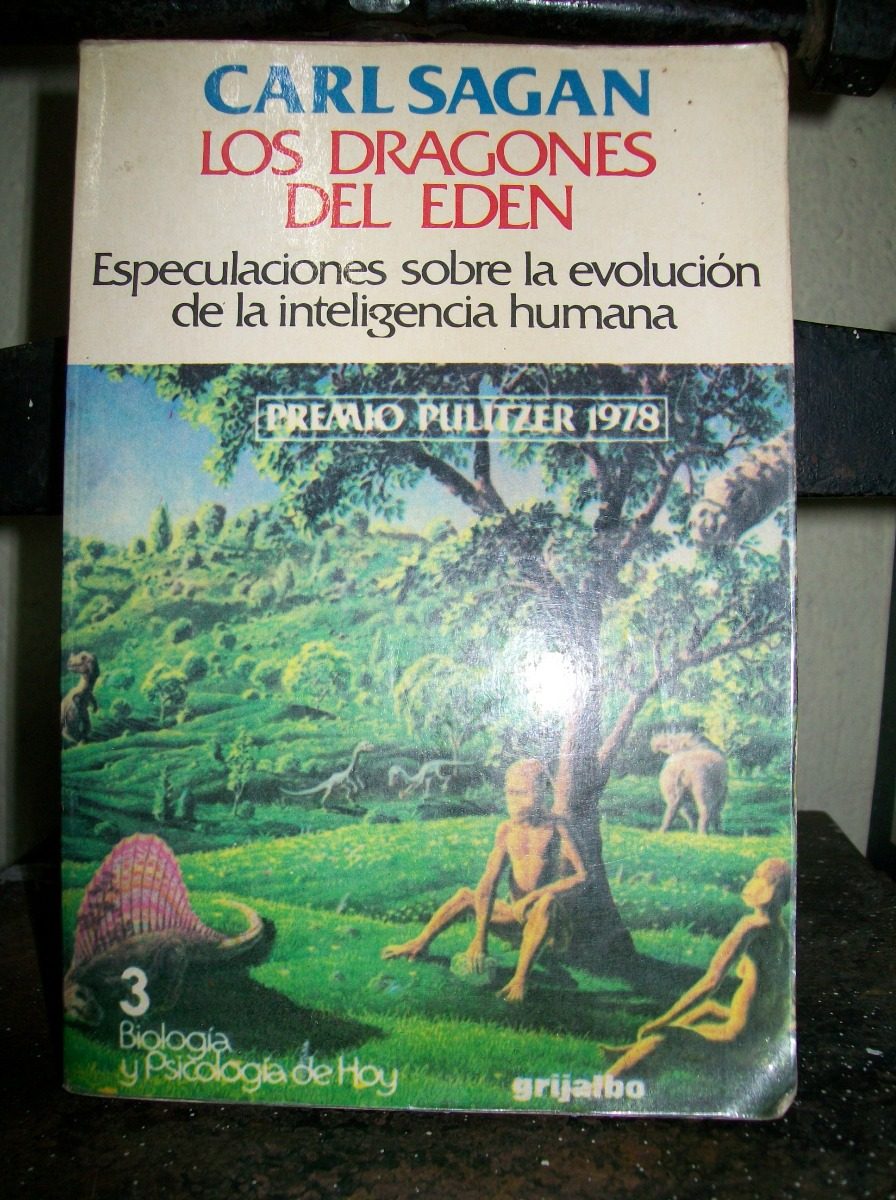 CARL SAGAN
LOS DRAGONES
DEL EDEN
Especulaciones sobre la evolución
de la inteligencia humana
PREMIO PULITZER 1978
3
Biología
y Psicología de Hoy
grijalbo